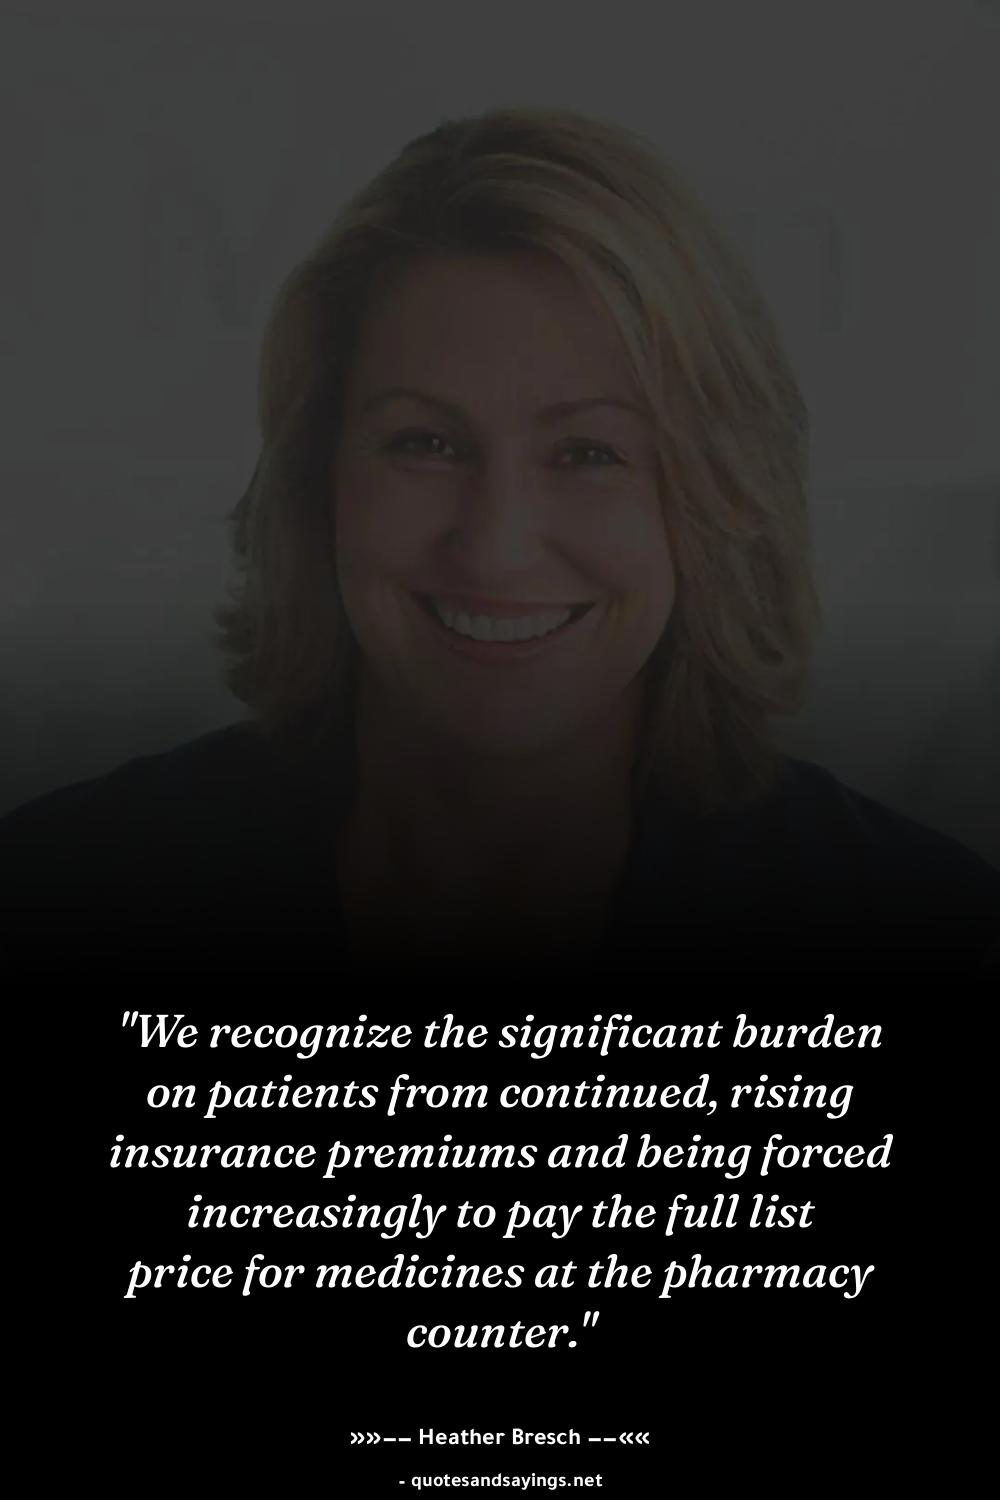 "We recognize the significant burden
on patients from continued, rising
insurance premiums and being forced
increasingly to pay the full list
price for medicines at the pharmacy
counter."
»»–– Heather Bresch ––««
- quotesandsayings.net